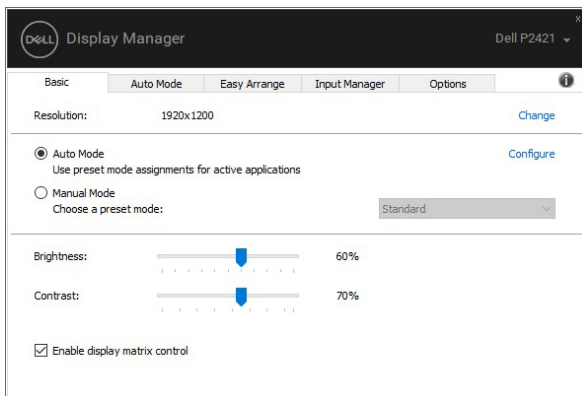 DELL Display Manager Dell P2421
x
Basic Auto Mode Easy Arrange Input Manager Options i
Resolution: 1920x1200 Change
Auto Mode Configure
Use preset mode assignments for active applications
Manual Mode
Choose a preset mode: Standard
Brightness: 60%
Contrast: 70%
Enable display matrix control